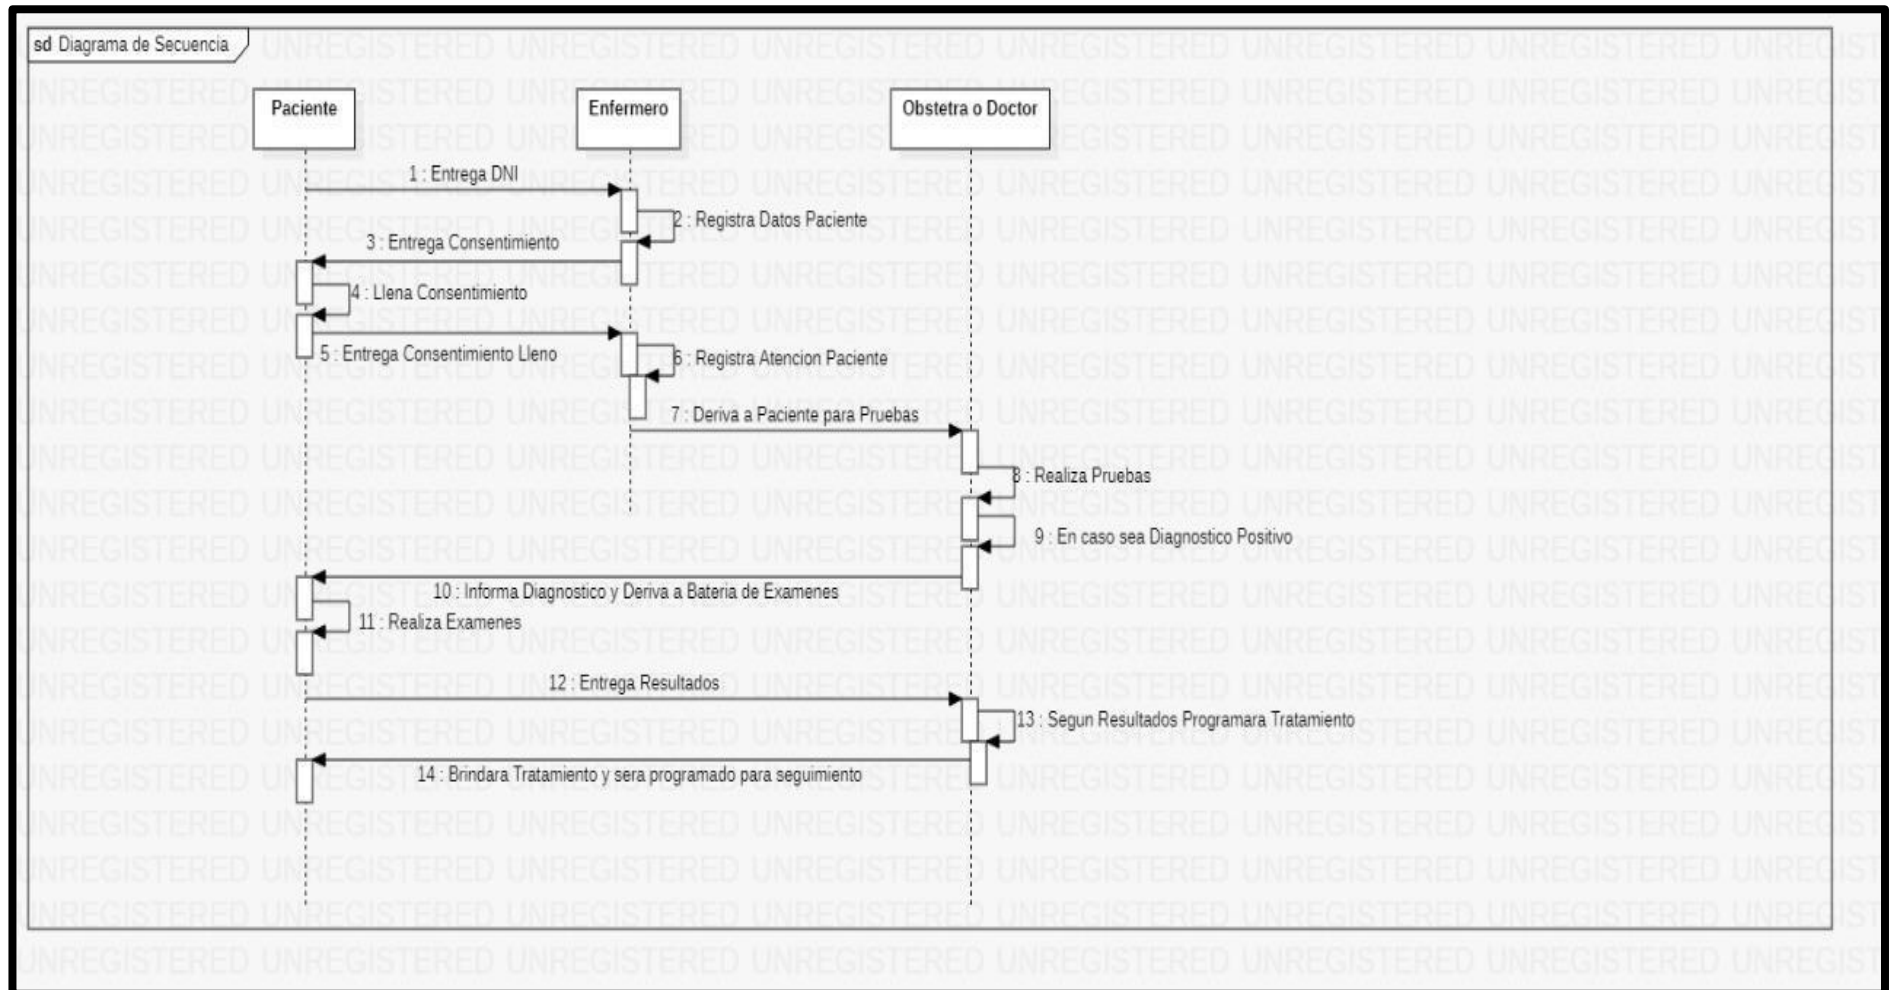 sd Diagrama de Secuencia
Paciente
Enfermero
Obstetra o Doctor
1 : Entrega DNI
2 : Registra Datos Paciente
3 : Entrega Consentimiento
4 : Llena Consentimiento
5 : Entrega Consentimiento Lleno
6 : Registra Atencion Paciente
7 : Deriva a Paciente para Pruebas
8 : Realiza Pruebas
9 : En caso sea Diagnostico Positivo
10 : Informa Diagnostico y Deriva a Bateria de Examenes
11 : Realiza Examenes
12 : Entrega Resultados
13 : Segun Resultados Programara Tratamiento
14 : Brindara Tratamiento y sera programado para seguimiento
UNREGISTERED